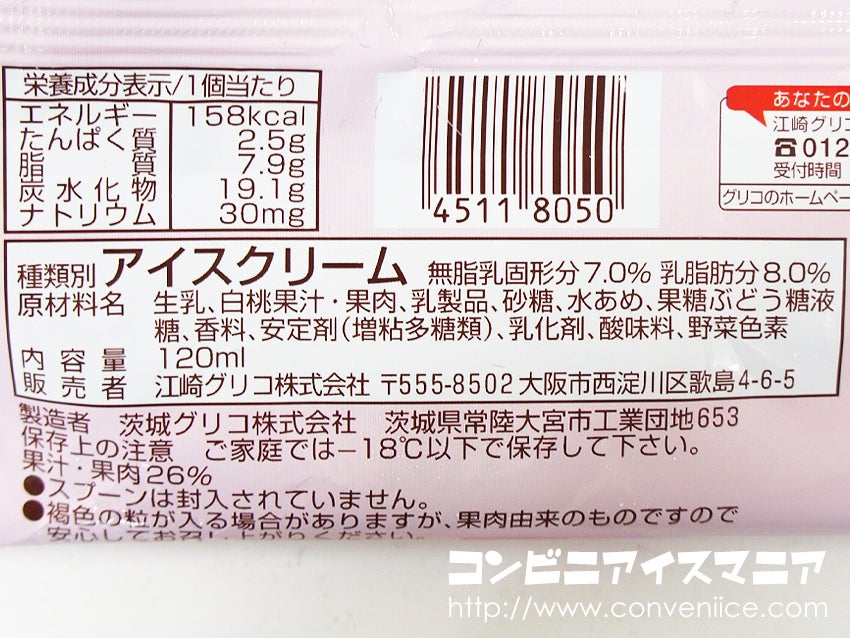 栄養成分表示/1個当たり
エネルギー 158kcal
たんぱく質 2.5g
脂質 7.9g
炭水化物 19.1g
ナトリウム 30mg
4511 8050
あなたの
江崎グリコ
☎012
受付時間
グリコのホームペー
種類別 アイスクリーム 無脂乳固形分7.0% 乳脂肪分8.0%
原材料名 生乳、白桃果汁・果肉、乳製品、砂糖、水あめ、果糖ぶどう糖液
糖、香料、安定剤(増粘多糖類)、乳化剤、酸味料、野菜色素
内容量 120ml
販売者 江崎グリコ株式会社 〒555-8502 大阪市西淀川区歌島4-6-5
製造者 茨城グリコ株式会社 茨城県常陸大宮市工業団地653
保存上の注意 ご家庭では−18℃以下で保存して下さい。
果汁・果肉26%
●スプーンは封入されていません。
●褐色の粒が入る場合がありますが、果肉由来のものですので
安心してお召し上がりください。
コンビニアイスマニア
http://www.conveniice.com